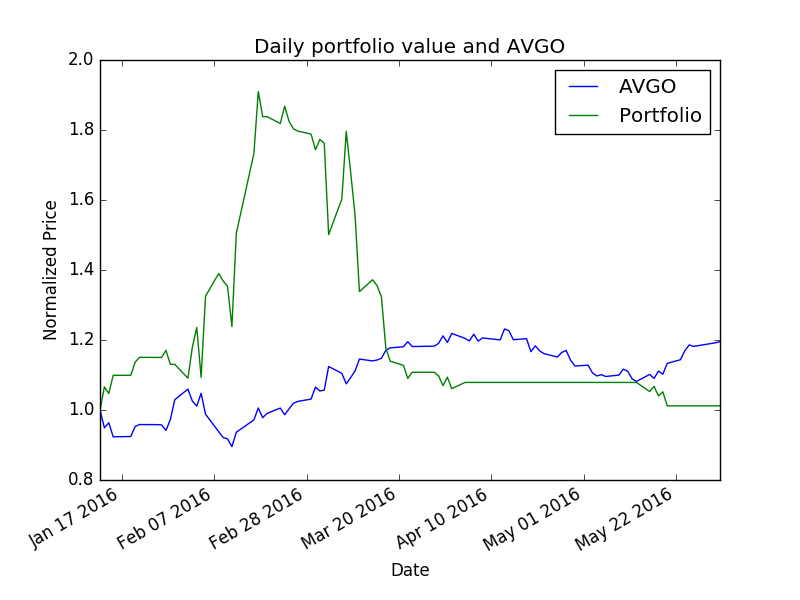 Daily portfolio value and AVGO
2.0
1.8
1.6
1.4
1.2
1.0
0.8
Normalized Price
AVGO
Portfolio
Jan 17 2016
Feb 07 2016
Feb 28 2016
Mar 20 2016
Apr 10 2016
May 01 2016
May 22 2016
Date